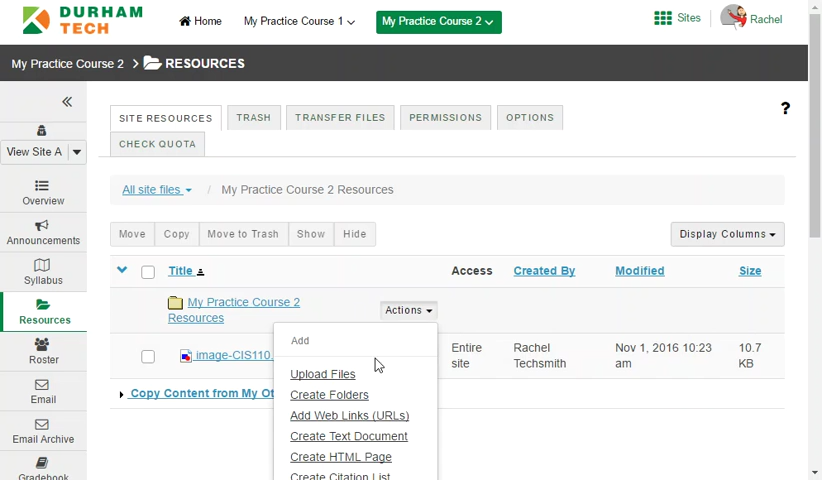 DURHAM
TECH
Home
My Practice Course 1
My Practice Course 2
Sites
Rachel
My Practice Course 2 > RESOURCES
SITE RESOURCES
TRASH
TRANSFER FILES
PERMISSIONS
OPTIONS
?
CHECK QUOTA
View Site A
Overview
Announcements
Syllabus
Resources
Roster
Email
Email Archive
Gradebook
All site files / My Practice Course 2 Resources
Move
Copy
Move to Trash
Show
Hide
Display Columns
Title
Access
Created By
Modified
Size
My Practice Course 2
Resources
Actions
image-CIS110.
Entire
site
Rachel
Techsmith
Nov 1, 2016 10:23
am
10.7
KB
Copy Content from My Ot
Add
Upload Files
Create Folders
Add Web Links (URLs)
Create Text Document
Create HTML Page
Create Citation List